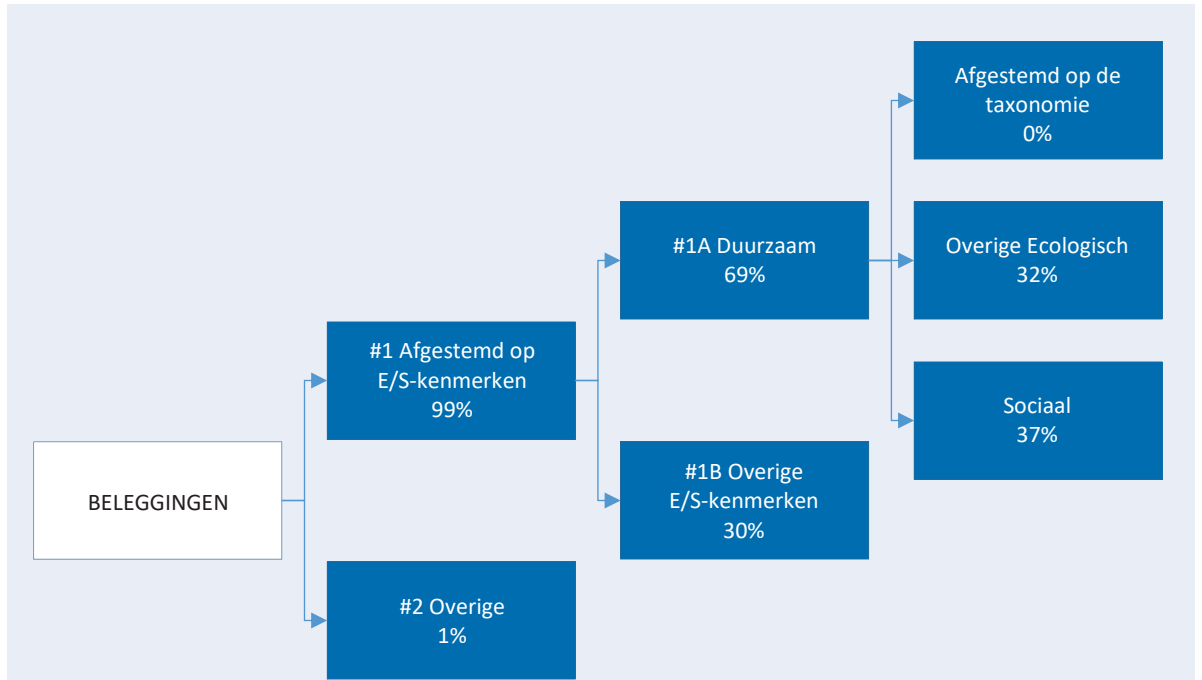 BELEGGINGEN
#1 Afgestemd op
E/S-kenmerken
99%
#2 Overige
1%
#1A Duurzaam
69%
#1B Overige
E/S-kenmerken
30%
Afgestemd op de
taxonomie
0%
Overige Ecologisch
32%
Sociaal
37%